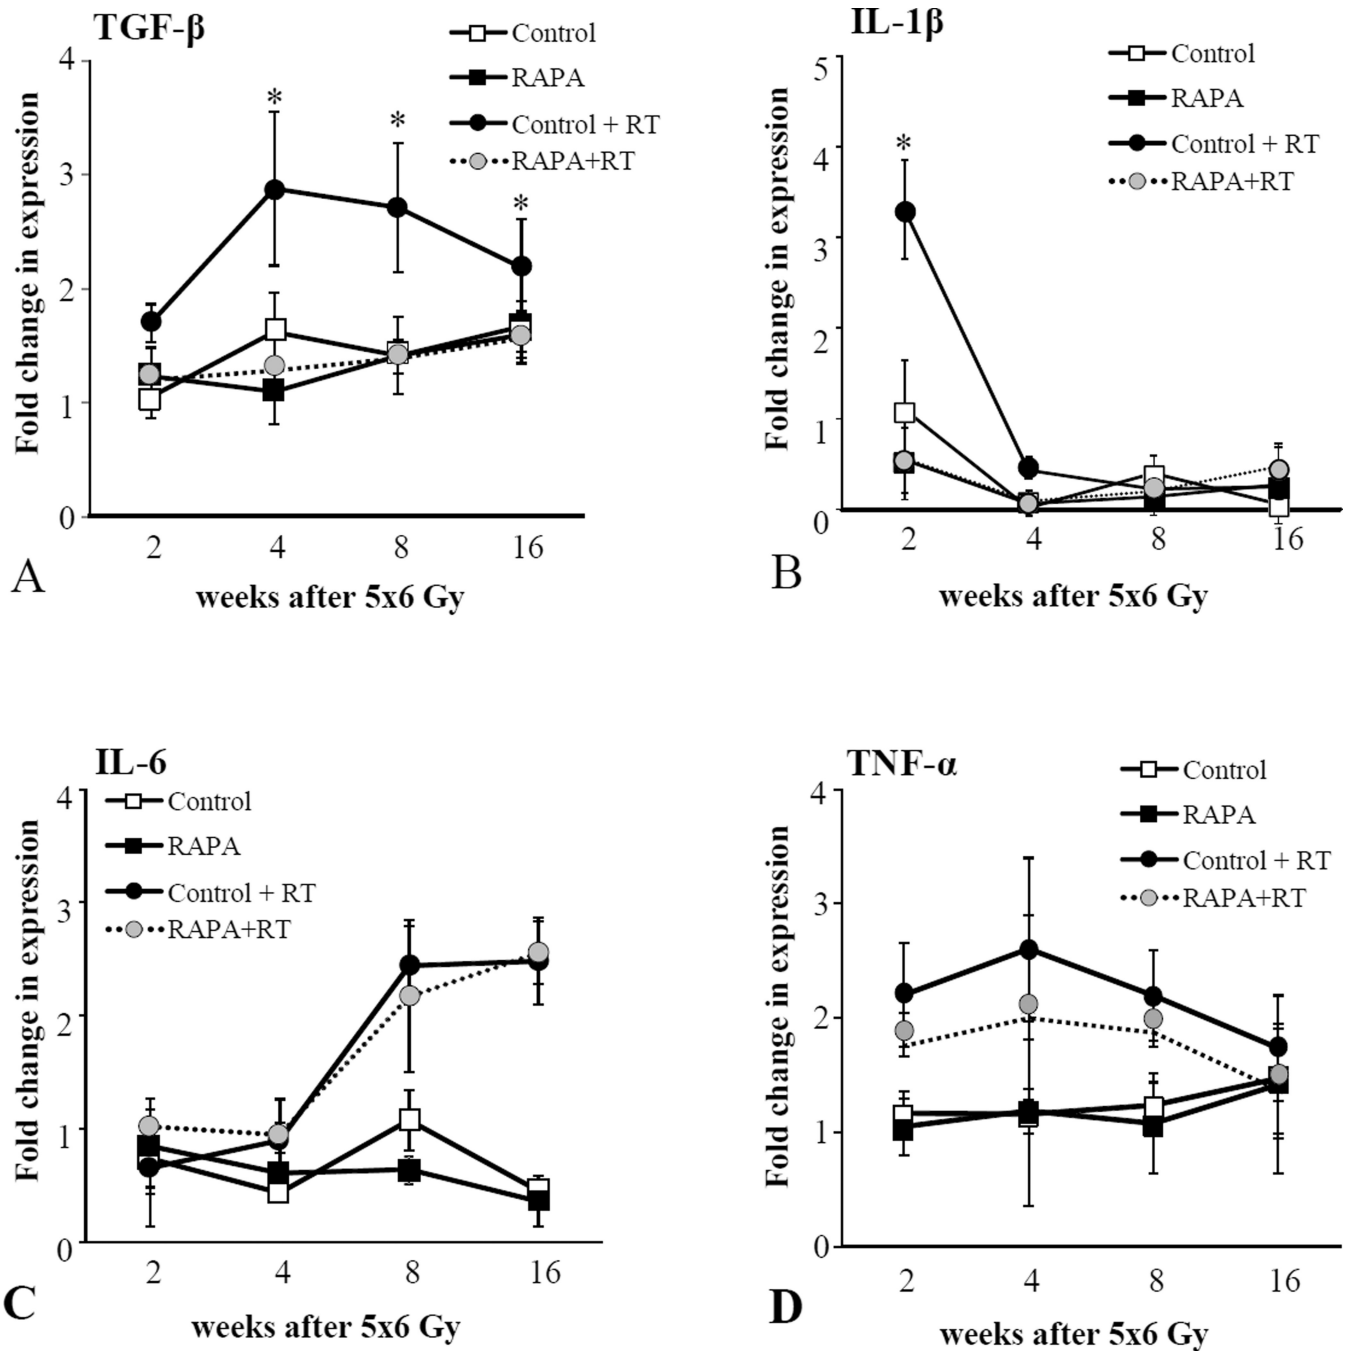 TGF-β
Control
RAPA
Control + RT
RAPA+RT
Fold change in expression
4
3
2
1
0
*
*
*
2 4 8 16
weeks after 5x6 Gy
A
IL-1β
Control
RAPA
Control + RT
RAPA+RT
Fold change in expression
5
4
3
2
1
0
*
2 4 8 16
weeks after 5x6 Gy
B
IL-6
Control
RAPA
Control + RT
RAPA+RT
Fold change in expression
4
3
2
1
0
2 4 8 16
weeks after 5x6 Gy
C
TNF-α
Control
RAPA
Control + RT
RAPA+RT
Fold change in expression
4
3
2
1
0
2 4 8 16
weeks after 5x6 Gy
D